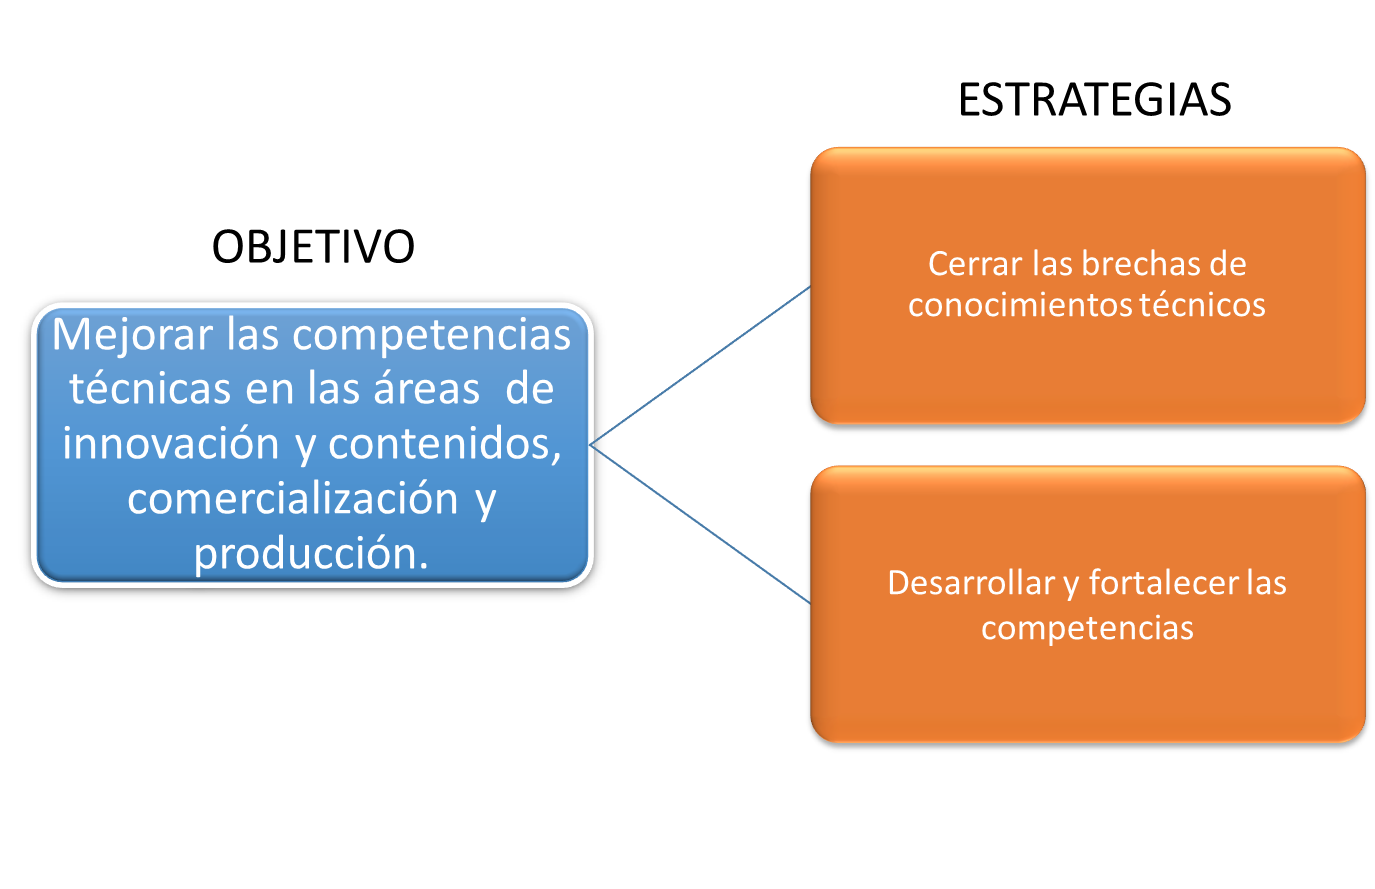 OBJETIVO
Mejorar las competencias
técnicas en las áreas  de
innovación y contenidos,
comercialización y
producción.
ESTRATEGIAS
Cerrar las brechas de
conocimientos técnicos
Desarrollar y fortalecer las
competencias